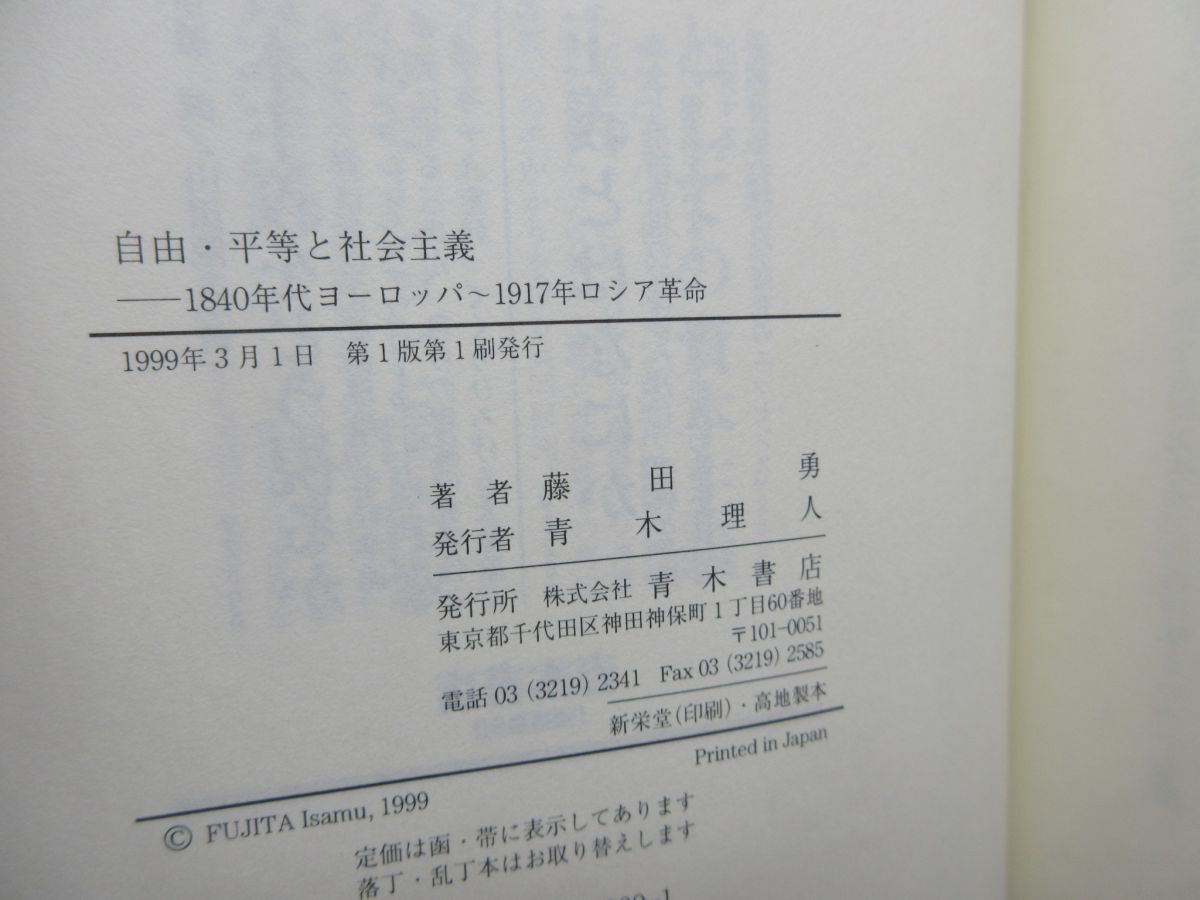 自由・平等と社会主義
――1840年代ヨーロッパ～1917年ロシア革命
1999年3月1日　第1版第1刷発行
著者　藤田勇
発行者　青木理人
発行所　株式会社　青木書店
東京都千代田区神田神保町1丁目60番地
〒101-0051
電話 03 (3219) 2341　Fax 03 (3219) 2585
新栄堂(印刷)・高地製本
Printed in Japan
© FUJITA Isamu, 1999
定価は函・帯に表示してあります
落丁・乱丁本はお取り替えします